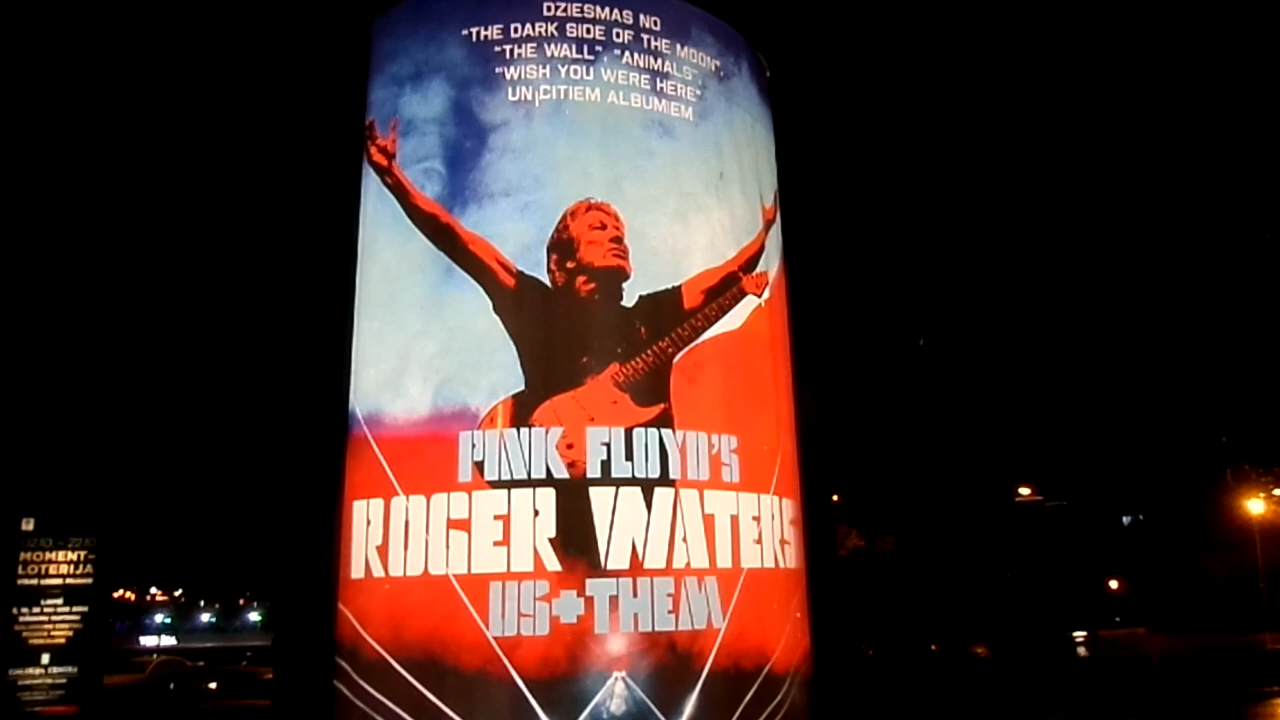 DZIESMAS NO
"THE DARK SIDE OF THE MOON",
"THE WALL", "ANIMALS",
"WISH YOU WERE HERE"
UN CITIEM ALBUMIEM
PINK FLOYD'S
ROGER WATERS
US+THEM
MOMENT-
LOTERIJA